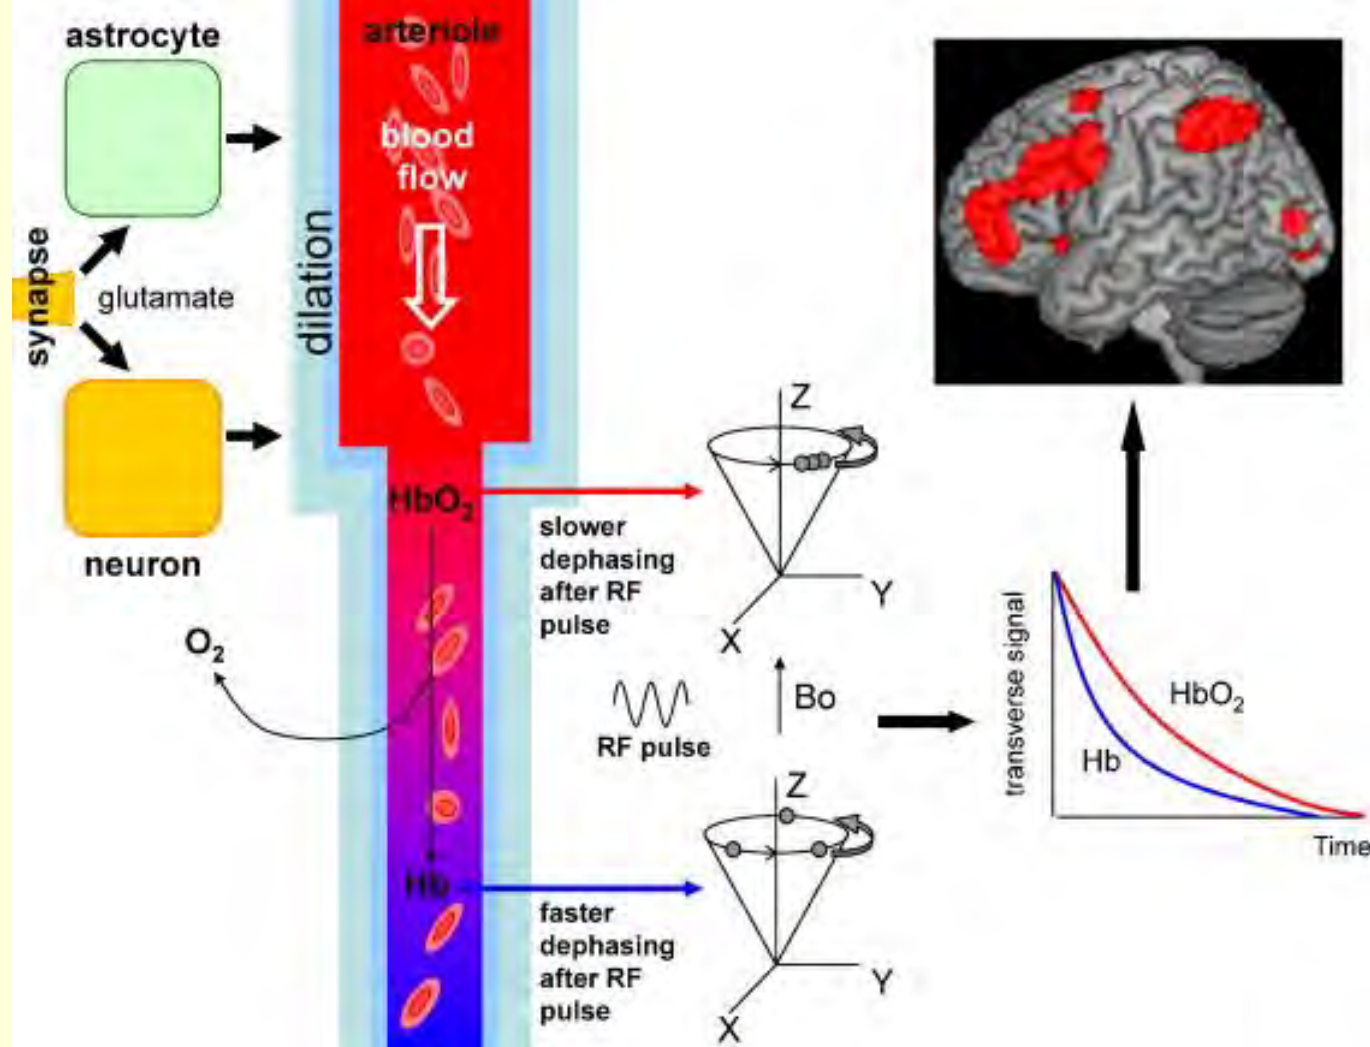 astrocyte
arteriole
blood
flow
dilation
synapse
glutamate
neuron
O₂
HbO₂
slower
dephasing
after RF
pulse
Z
Y
X
RF pulse
Bo
Hb
faster
dephasing
after RF
pulse
Z
Y
X
transverse signal
HbO₂
Hb
Time